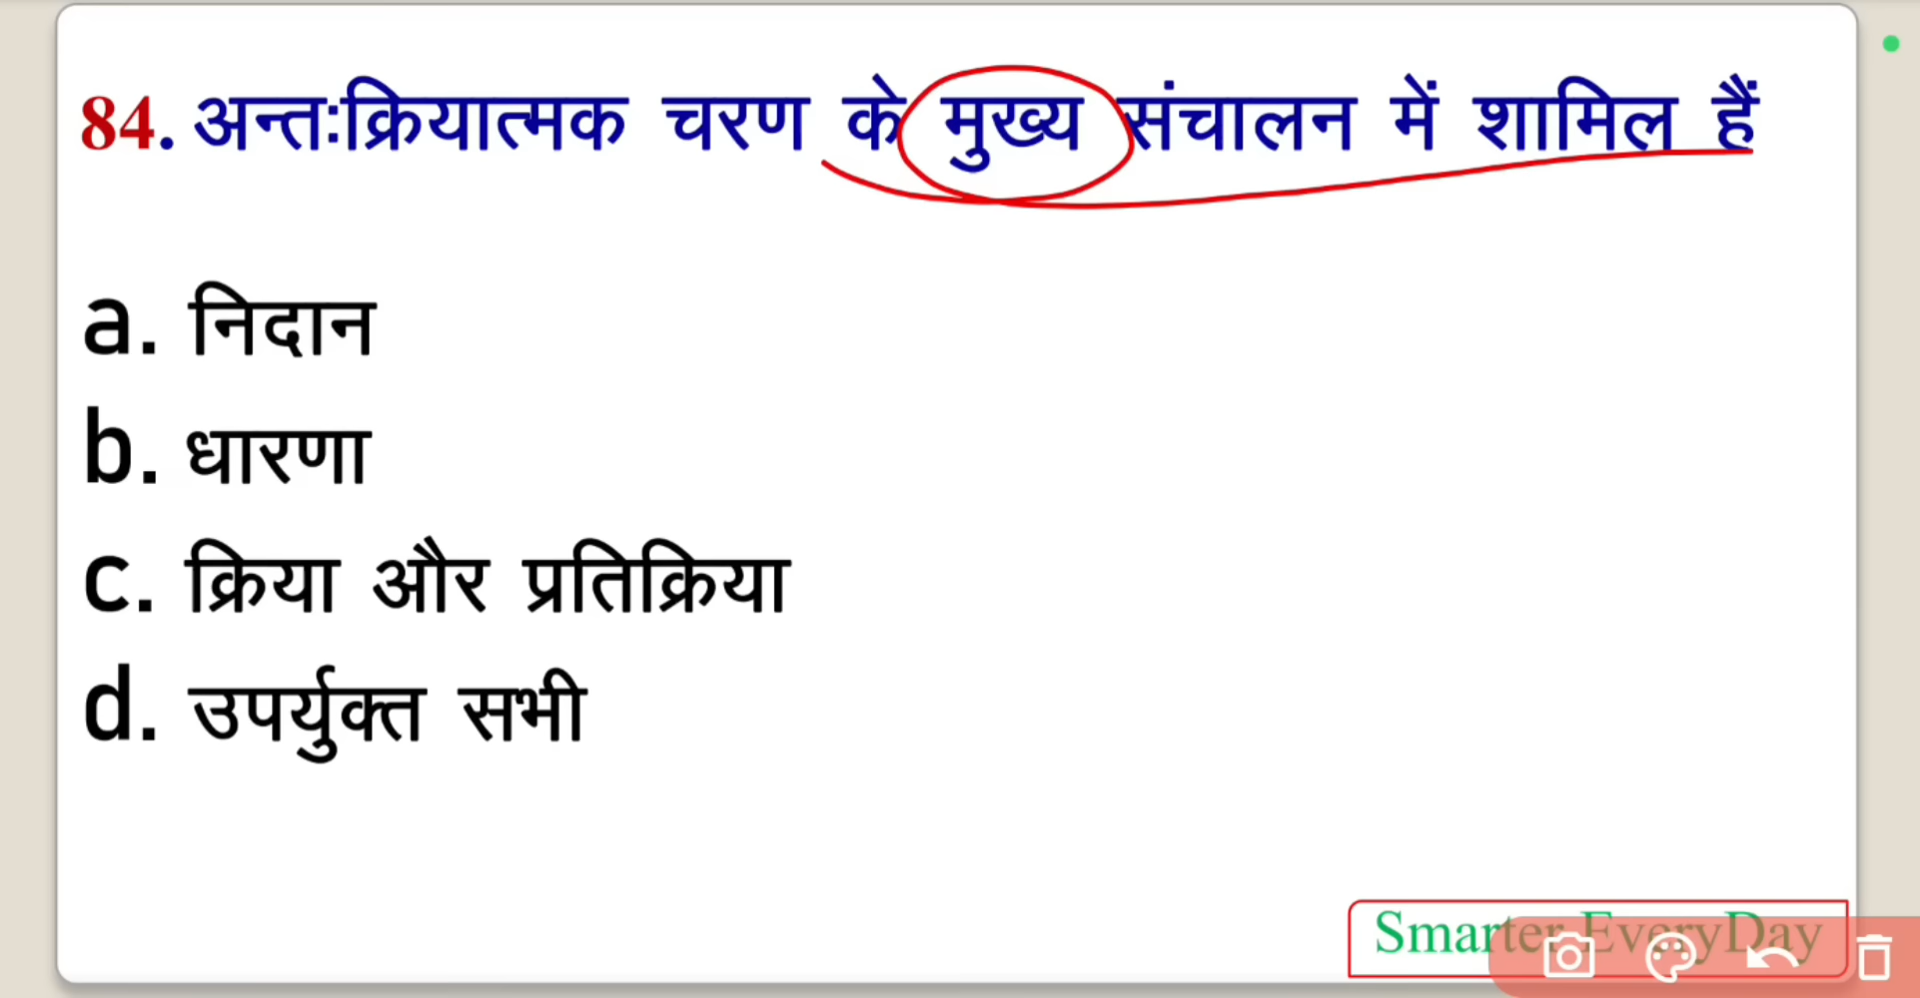 84. अन्तःक्रियात्मक चरण के मुख्य संचालन में शामिल हैं
a. निदान
b. धारणा
c. क्रिया और प्रतिक्रिया
d. उपर्युक्त सभी
Smarter EveryDay